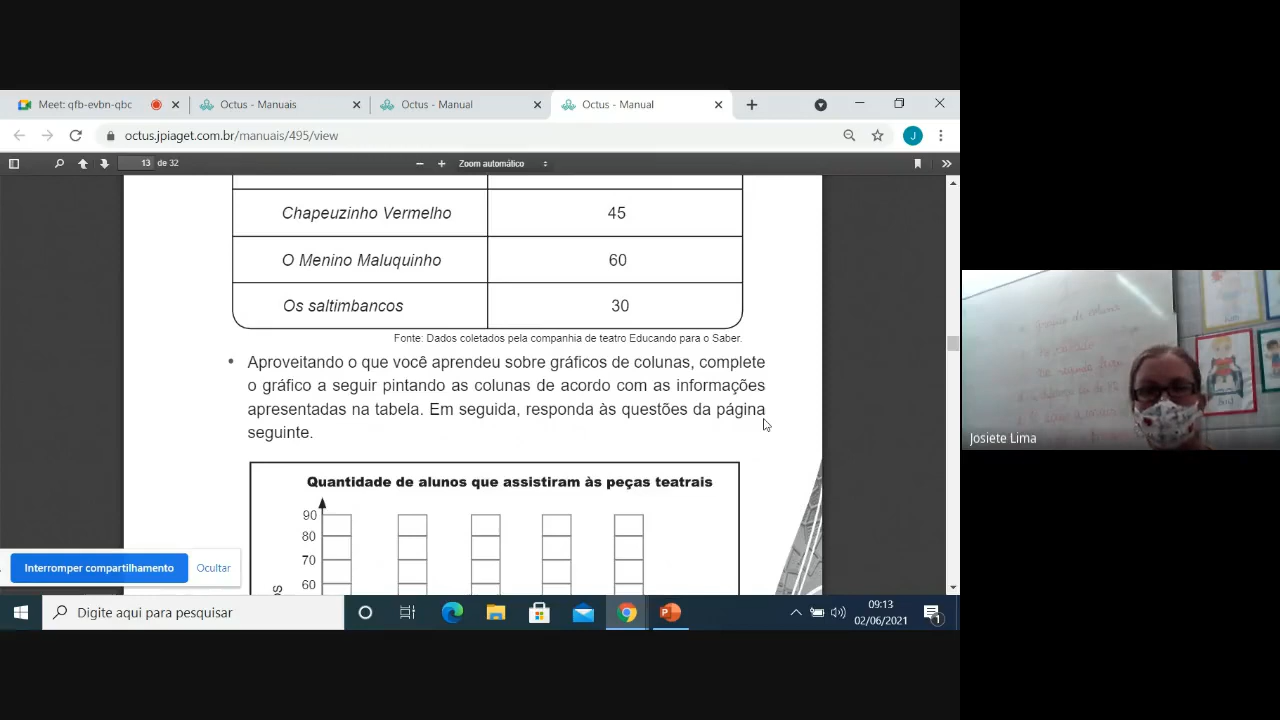 Meet: qfb-evbn-qbc
Octus - Manuais
Octus - Manual
Octus - Manual
octus.jpiaget.com.br/manuais/495/view
J
13 de 32
Zoom automático
Chapeuzinho Vermelho 45
O Menino Maluquinho 60
Os saltimbancos 30
Fonte: Dados coletados pela companhia de teatro Educando para o Saber.
• Aproveitando o que você aprendeu sobre gráficos de colunas, complete
o gráfico a seguir pintando as colunas de acordo com as informações
apresentadas na tabela. Em seguida, responda às questões da página
seguinte.
Quantidade de alunos que assistiram às peças teatrais
90
80
70
60
Interromper compartilhamento Ocultar
Digite aqui para pesquisar
09:13
02/06/2021
1
Gráfico de colunas
Josiete Lima